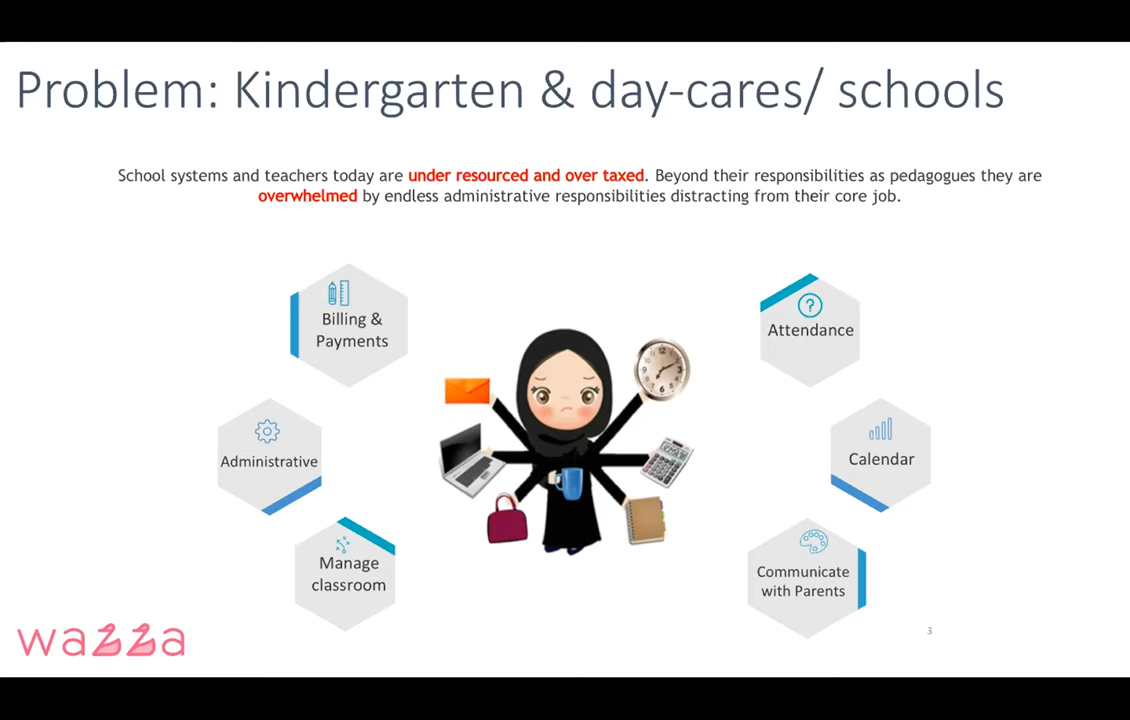 Problem: Kindergarten & day-cares/ schools
School systems and teachers today are under resourced and over taxed. Beyond their responsibilities as pedagogues they are
overwhelmed by endless administrative responsibilities distracting from their core job.
Billing &
Payments
Attendance
Administrative
Calendar
Manage
classroom
Communicate
with Parents
wazza
3